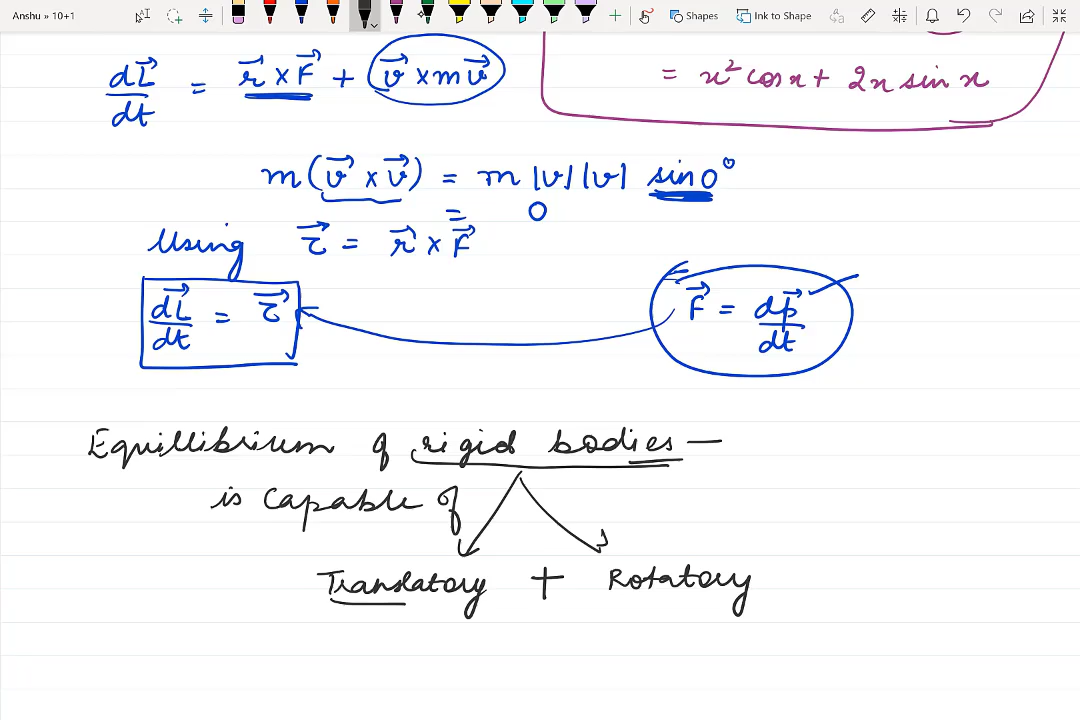 Anshu » 10+1
Shapes
Ink to Shape
dL⃗/dt = r⃗ × F⃗ + (v⃗ × mv⃗)
= x² cos x + 2x sin x
m(v⃗ × v⃗) = m |v| |v| sin 0°
= 0
Using τ⃗ = r⃗ × F⃗
dL⃗/dt = τ⃗
F⃗ = dp⃗/dt
Equillibrium of rigid bodies —
is capable of
Translatory + Rotatory